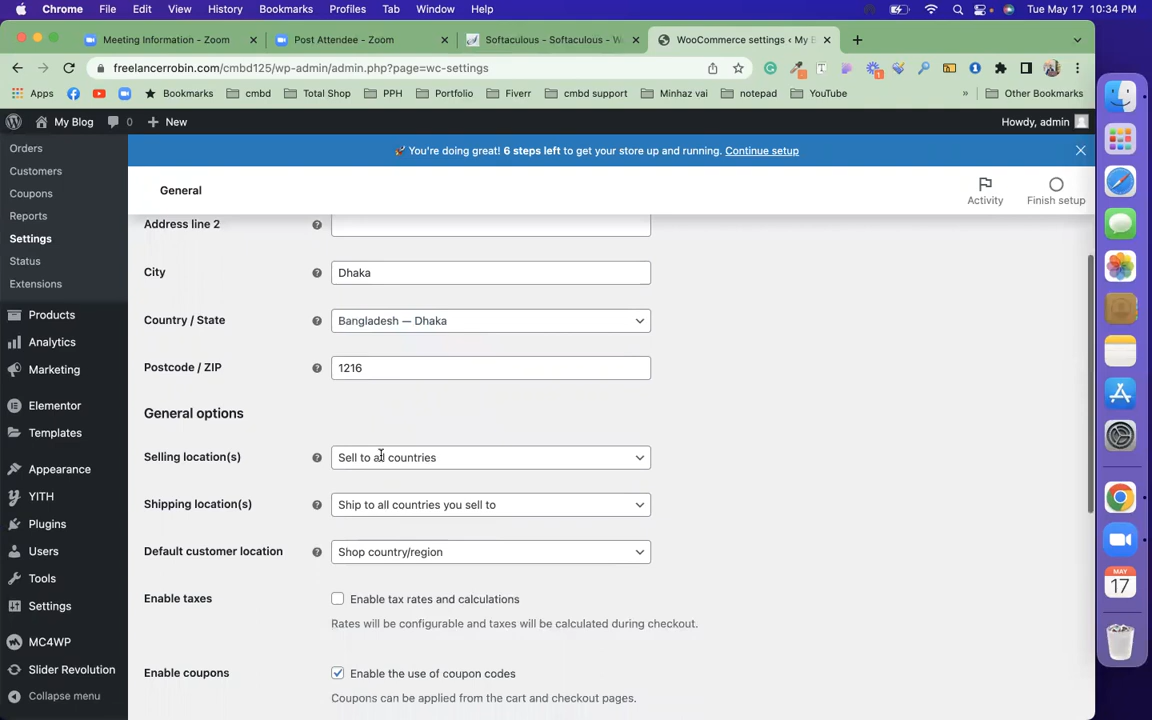 Chrome File Edit View History Bookmarks Profiles Tab Window Help Tue May 17 10:34 PM
Meeting Information - Zoom
Post Attendee - Zoom
Softaculous - Softaculous - W
WooCommerce settings ‹ My B
freelancerrobin.com/cmbd125/wp-admin/admin.php?page=wc-settings
Apps Bookmarks cmbd Total Shop PPH Portfolio Fiverr cmbd support Minhaz vai notepad YouTube » Other Bookmarks
My Blog 0 New Howdy, admin
Orders
Customers
Coupons
Reports
Settings
Status
Extensions
Products
Analytics
Marketing
Elementor
Templates
Appearance
YITH
Plugins
Users
Tools
Settings
MC4WP
Slider Revolution
Collapse menu
You're doing great! 6 steps left to get your store up and running. Continue setup
General
Activity
Finish setup
Address line 2
City Dhaka
Country / State Bangladesh — Dhaka
Postcode / ZIP 1216
General options
Selling location(s) Sell to all countries
Shipping location(s) Ship to all countries you sell to
Default customer location Shop country/region
Enable taxes Enable tax rates and calculations
Rates will be configurable and taxes will be calculated during checkout.
Enable coupons Enable the use of coupon codes
Coupons can be applied from the cart and checkout pages.
MAY
17